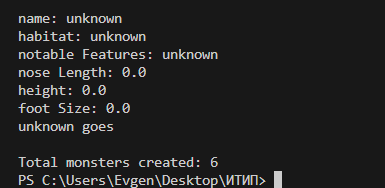 name: unknown
habitat: unknown
notable Features: unknown
nose Length: 0.0
height: 0.0
foot Size: 0.0
unknown goes
Total monsters created: 6
PS C:\Users\Evgen\Desktop\ИТИП>